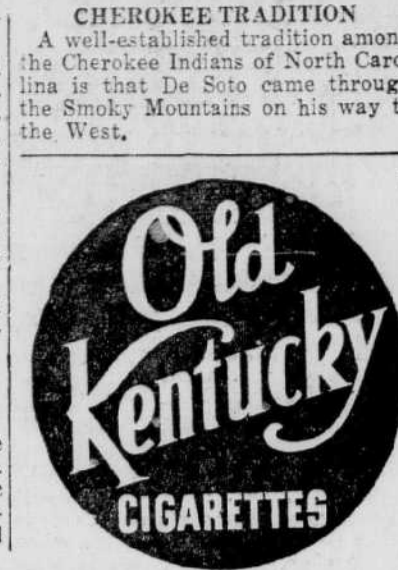 CHEROKEE TRADITION
A well-established tradition amon
the Cherokee Indians of North Caro
lina is that De Soto came throug
the Smoky Mountains on his way t
the West.
Old
Kentucky
CIGARETTES